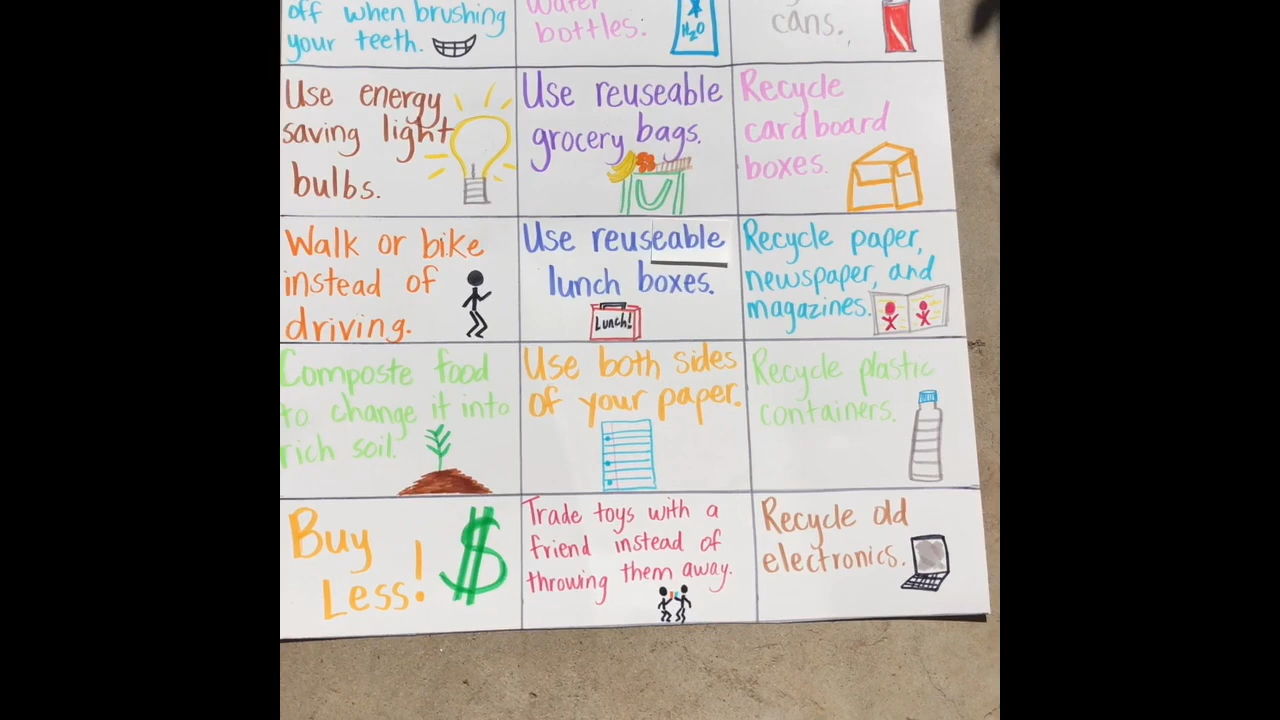 off when brushing
your teeth.
Water
bottles.
H2O
cans.
Use energy
saving light
bulbs.
Use reuseable
grocery bags.
Recycle
cardboard
boxes.
Walk or bike
instead of
driving.
Use reuseable
lunch boxes.
Lunch!
Recycle paper,
newspaper, and
magazines.
Composte food
to change it into
rich soil.
Use both sides
of your paper.
Recycle plastic
containers.
Buy
Less!
$
Trade toys with a
friend instead of
throwing them away.
Recycle old
electronics.